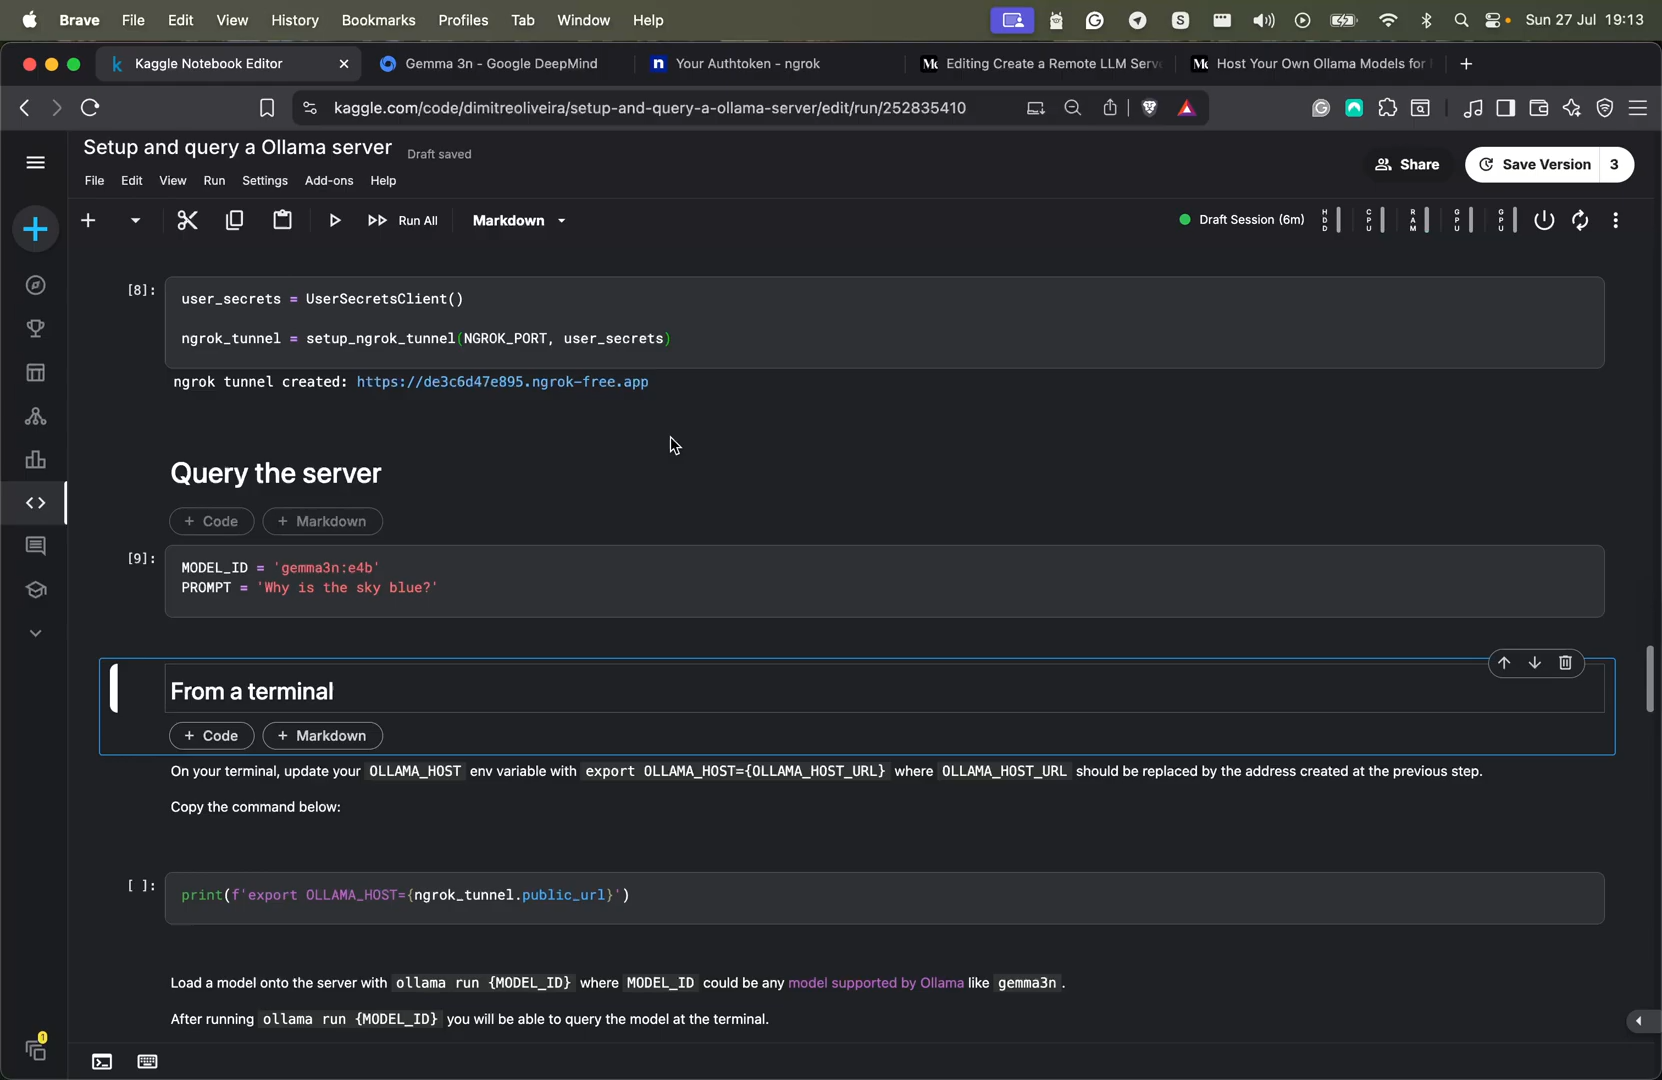 Brave File Edit View History Bookmarks Profiles Tab Window Help Sun 27 Jul 19:13
Kaggle Notebook Editor Gemma 3n - Google DeepMind Your Authtoken - ngrok Editing Create a Remote LLM Serv Host Your Own Ollama Models for
kaggle.com/code/dimitreoliveira/setup-and-query-a-ollama-server/edit/run/252835410
Setup and query a Ollama server Draft saved
Share Save Version 3
File Edit View Run Settings Add-ons Help
Run All Markdown Draft Session (6m) HDD CPU RAM GPU GPU
[8]:
user_secrets = UserSecretsClient()
ngrok_tunnel = setup_ngrok_tunnel(NGROK_PORT, user_secrets)
ngrok tunnel created: https://de3c6d47e895.ngrok-free.app
Query the server
+ Code + Markdown
[9]:
MODEL_ID = 'gemma3n:e4b'
PROMPT = 'Why is the sky blue?'
From a terminal
+ Code + Markdown
On your terminal, update your OLLAMA_HOST env variable with export OLLAMA_HOST={OLLAMA_HOST_URL} where OLLAMA_HOST_URL should be replaced by the address created at the previous step.
Copy the command below:
[ ]:
print(f'export OLLAMA_HOST={ngrok_tunnel.public_url}')
Load a model onto the server with ollama run {MODEL_ID} where MODEL_ID could be any model supported by Ollama like gemma3n.
After running ollama run {MODEL_ID} you will be able to query the model at the terminal.
1